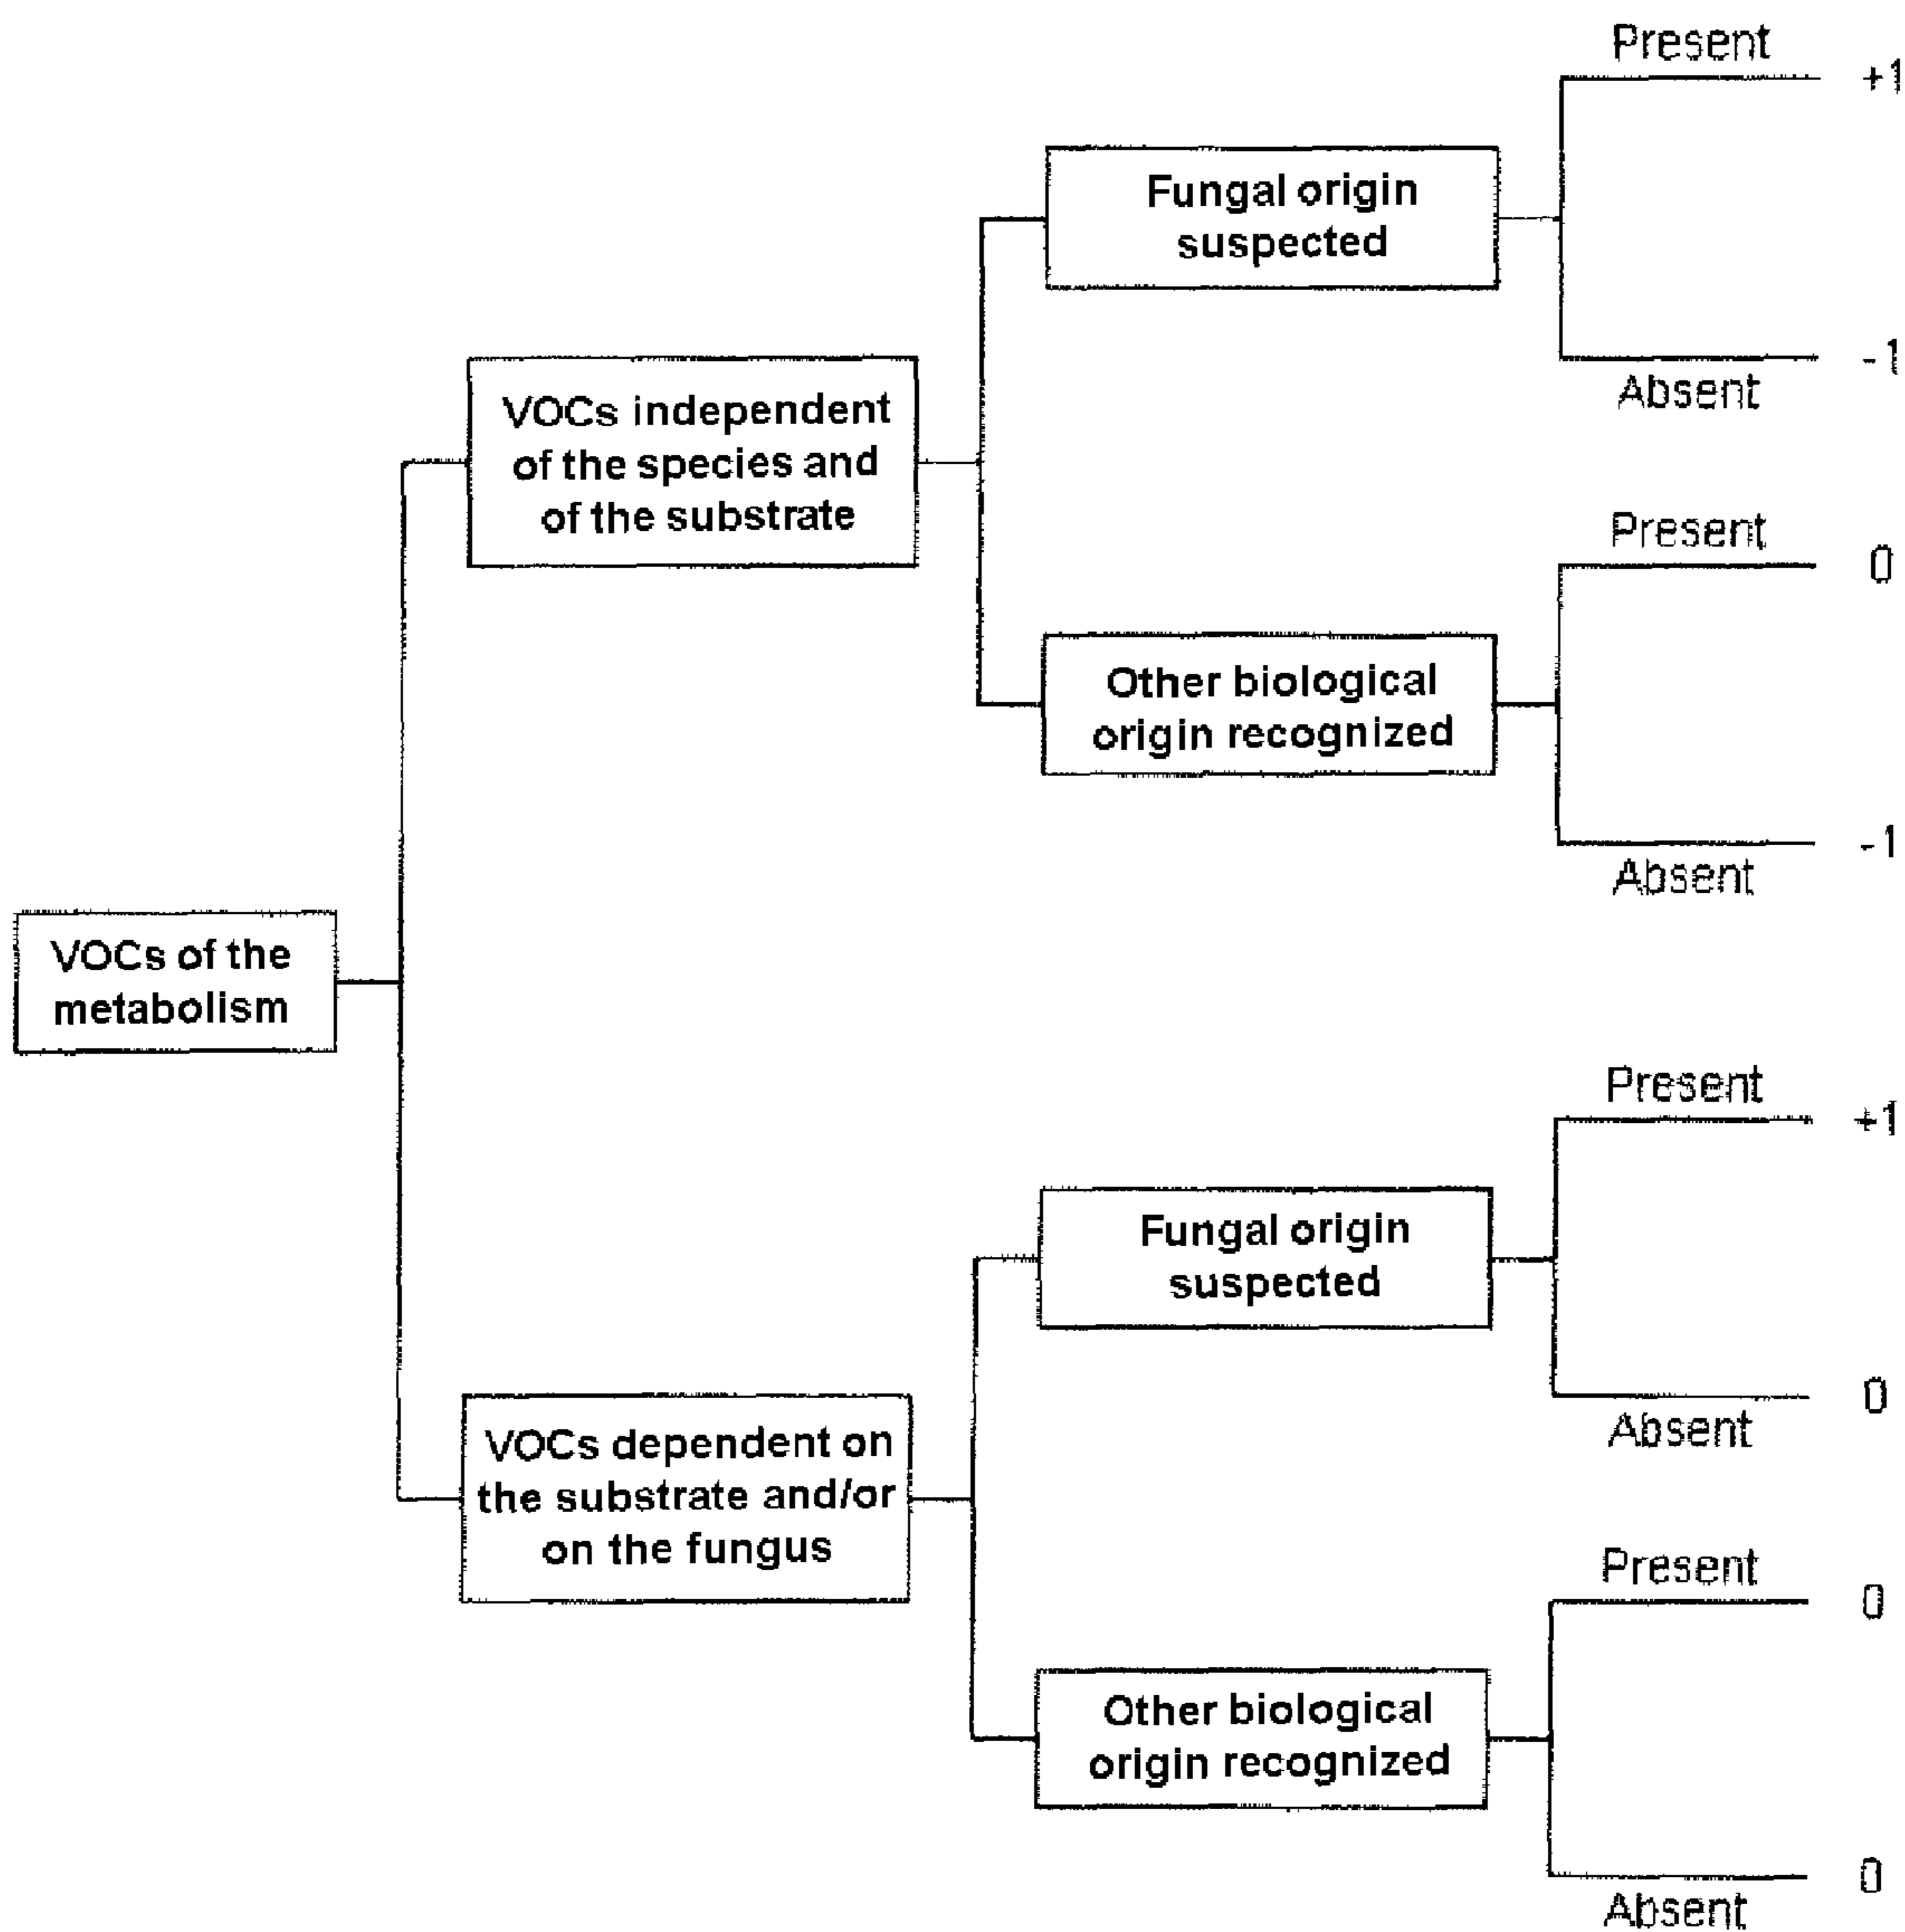 Present
+1
Fungal origin
suspected
-1
Absent
VOCs independent
of the species and
of the substrate
Present
0
Other biological
origin recognized
-1
Absent
VOCs of the
metabolism
Present
+1
Fungal origin
suspected
0
Absent
VOCs dependent on
the substrate and/or
on the fungus
Present
0
Other biological
origin recognized
0
Absent